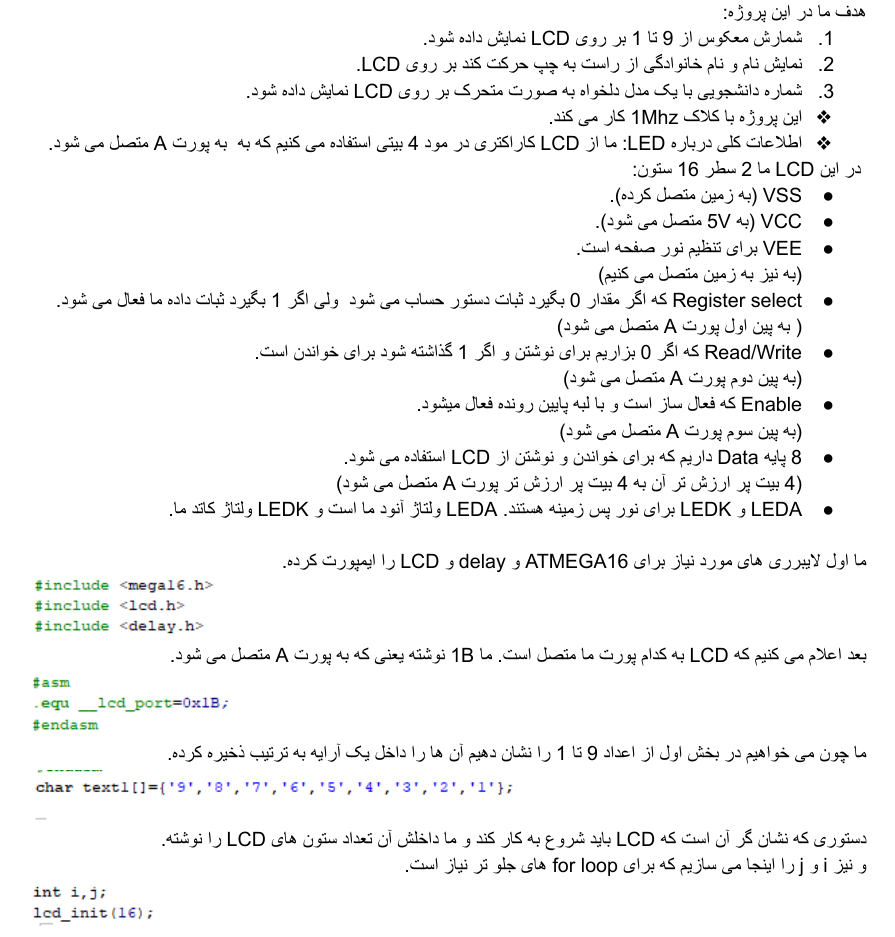 هدف ما در این پروژه:
1. شمارش معکوس از 9 تا 1 بر روی LCD نمایش داده شود.
2. نمایش نام و نام خانوادگی از راست به چپ حرکت کند بر روی LCD.
3. شماره دانشجویی با یک مدل دلخواه به صورت متحرک بر روی LCD نمایش داده شود.
❖ این پروژه با کلاک 1Mhz کار می کند.
❖ اطلاعات کلی درباره LED: ما از LCD کاراکتری در مود 4 بیتی استفاده می کنیم که به به پورت A متصل می شود.
در این LCD ما 2 سطر 16 ستون:
● VSS (به زمین متصل کرده).
● VCC (به 5V متصل می شود).
● VEE برای تنظیم نور صفحه است.
(به نیز به زمین متصل می کنیم)
● Register select که اگر مقدار 0 بگیرد ثبات دستور حساب می شود ولی اگر 1 بگیرد ثبات داده ما فعال می شود.
( به پین اول پورت A متصل می شود)
● Read/Write که اگر 0 بزاریم برای نوشتن و اگر 1 گذاشته شود برای خواندن است.
(به پین دوم پورت A متصل می شود)
● Enable که فعال ساز است و با لبه پایین رونده فعال میشود.
(به پین سوم پورت A متصل می شود)
● 8 پایه Data داریم که برای خواندن و نوشتن از LCD استفاده می شود.
(4 بیت پر ارزش تر آن به 4 بیت پر ارزش تر پورت A متصل می شود)
● LEDA و LEDK برای نور پس زمینه هستند. LEDA ولتاژ آنود ما است و LEDK ولتاژ کاتد ما.
ما اول لایبرری های مورد نیاز برای ATMEGA16 و delay و LCD را ایمپورت کرده.
#include <mega16.h>
#include <lcd.h>
#include <delay.h>
بعد اعلام می کنیم که LCD به کدام پورت ما متصل است. ما 1B نوشته یعنی که به پورت A متصل می شود.
#asm
.equ __lcd_port=0x1B;
#endasm
ما چون می خواهیم در بخش اول از اعداد 9 تا 1 را نشان دهیم آن ها را داخل یک آرایه به ترتیب ذخیره کرده.
char text1[]={'9','8','7','6','5','4','3','2','1'};
دستوری که نشان گر آن است که LCD باید شروع به کار کند و ما داخلش آن تعداد ستون های LCD را نوشته.
و نیز i و j را اینجا می سازیم که برای for loop های جلو تر نیاز است.
int i,j;
lcd_init(16);